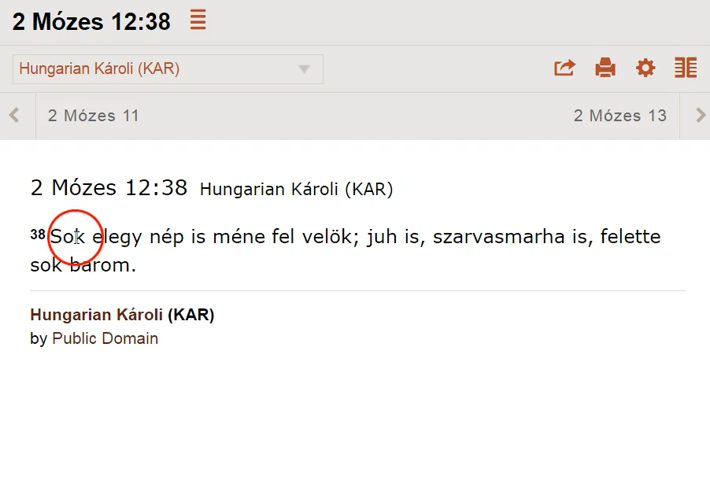 2 Mózes 12:38
Hungarian Károli (KAR)
2 Mózes 11
2 Mózes 13
2 Mózes 12:38 Hungarian Károli (KAR)
38 Sok elegy nép is méne fel velök; juh is, szarvasmarha is, felette
sok barom.
Hungarian Károli (KAR)
by Public Domain